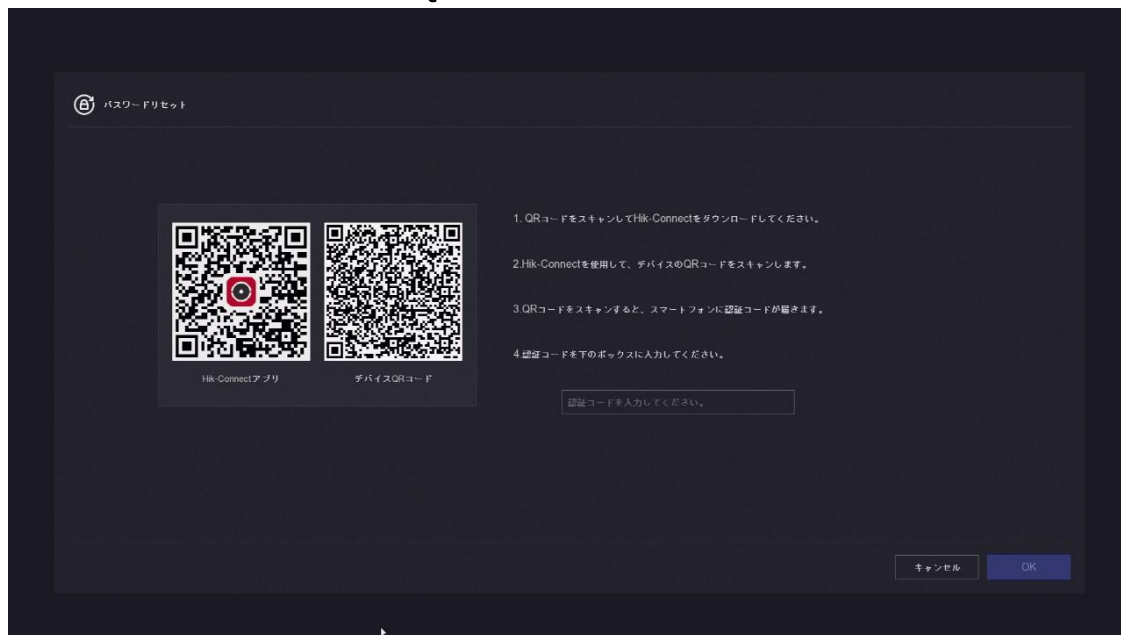 パスワードリセット
1. QRコードをスキャンしてHik-Connectをダウンロードしてください。
2.Hik-Connectを使用して、デバイスのQRコードをスキャンします。
3.QRコードをスキャンすると、スマートフォンに認証コードが届きます。
4.認証コードを下のボックスに入力してください。
Hik-Connectアプリ
デバイスQRコード
認証コードを入力してください。
キャンセル
OK